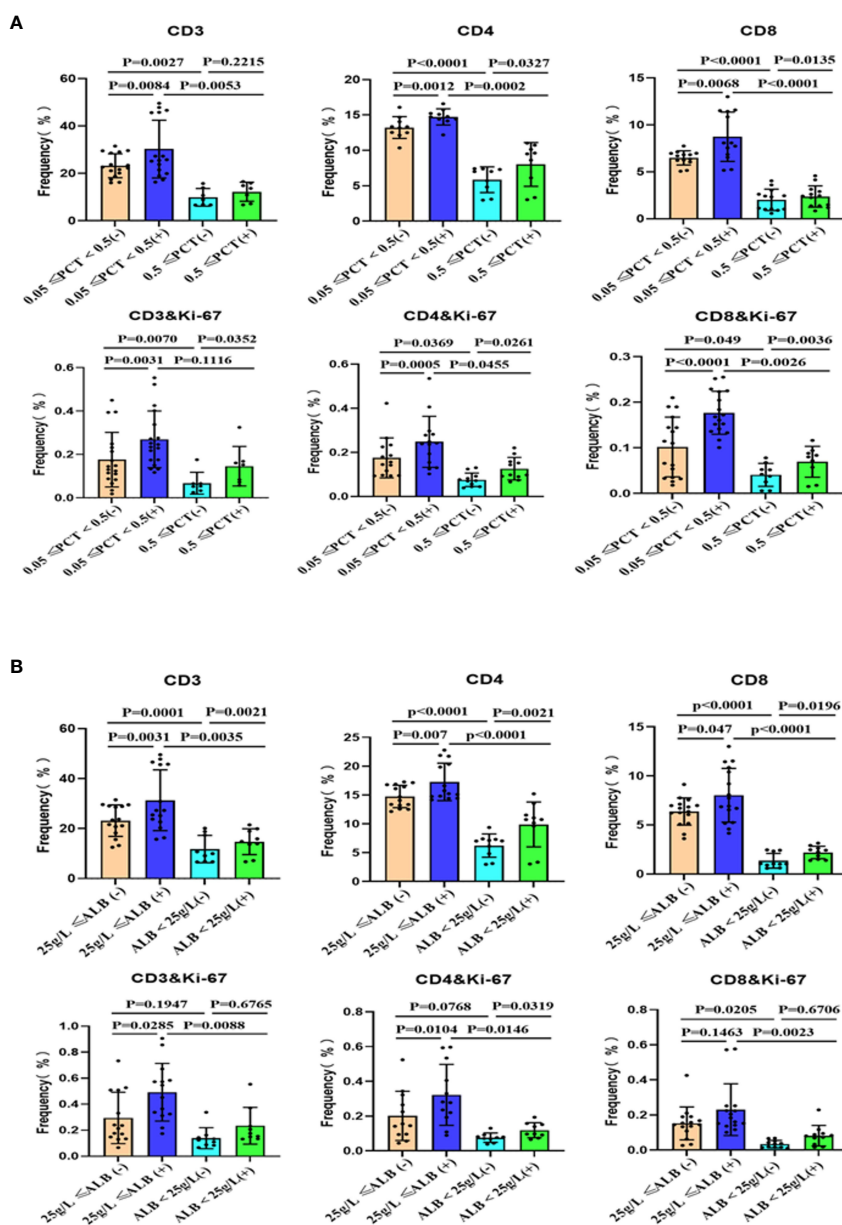 A
CD3
CD4
CD8
P=0.0027 P=0.2215
P=0.0084 P=0.0053
P<0.0001 P=0.0327
P=0.0012 P=0.0002
P<0.0001 P=0.0135
P=0.0068 P<0.0001
Frequency( % )
60
40
20
0
Frequency( % )
20
15
10
5
0
Frequency( % )
15
10
5
0
0.05 ≦PCT < 0.5(-)
0.05 ≦PCT < 0.5(+)
0.5 ≦PCT(-)
0.5 ≦PCT(+)
0.05 ≦PCT < 0.5(-)
0.05 ≦PCT < 0.5(+)
0.5 ≦PCT(-)
0.5 ≦PCT(+)
0.05 ≦PCT < 0.5(-)
0.05 ≦PCT < 0.5(+)
0.5 ≦PCT(-)
0.5 ≦PCT(+)
CD3&Ki-67
CD4&Ki-67
CD8&Ki-67
P=0.0070 P=0.0352
P=0.0031 P=0.1116
P=0.0369 P=0.0261
P=0.0005 P=0.0455
P=0.049 P=0.0036
P<0.0001 P=0.0026
Frequency( % )
0.6
0.4
0.2
0.0
Frequency( % )
0.6
0.4
0.2
0.0
Frequency( % )
0.3
0.2
0.1
0.0
0.05 ≦PCT < 0.5(-)
0.05 ≦PCT < 0.5(+)
0.5 ≦PCT(-)
0.5 ≦PCT(+)
0.05 ≦PCT < 0.5(-)
0.05 ≦PCT < 0.5(+)
0.5 ≦PCT(-)
0.5 ≦PCT(+)
0.05 ≦PCT < 0.5(-)
0.05 ≦PCT < 0.5(+)
0.5 ≦PCT(-)
0.5 ≦PCT(+)
B
CD3
CD4
CD8
P=0.0001 P=0.0021
P=0.0031 P=0.0035
p<0.0001 P=0.0021
P=0.007 p<0.0001
p<0.0001 P=0.0196
P=0.047 p<0.0001
Frequency( % )
60
40
20
0
Frequency( % )
25
20
15
10
5
0
Frequency( % )
15
10
5
0
25g/L ≦ALB (-)
25g/L ≦ALB (+)
ALB < 25g/L(-)
ALB < 25g/L(+)
25g/L ≦ALB (-)
25g/L ≦ALB (+)
ALB < 25g/L(-)
ALB < 25g/L(+)
25g/L ≦ALB (-)
25g/L ≦ALB (+)
ALB < 25g/L(-)
ALB < 25g/L(+)
CD3&Ki-67
CD4&Ki-67
CD8&Ki-67
P=0.1947 P=0.6765
P=0.0285 P=0.0088
P=0.0768 P=0.0319
P=0.0104 P=0.0146
P=0.0205 P=0.6706
P=0.1463 P=0.0023
Frequency( % )
1.0
0.8
0.6
0.4
0.2
0.0
Frequency( % )
0.8
0.6
0.4
0.2
0.0
Frequency( % )
0.8
0.6
0.4
0.2
0.0
25g/L ≦ALB (-)
25g/L ≦ALB (+)
ALB < 25g/L(-)
ALB < 25g/L(+)
25g/L ≦ALB (-)
25g/L ≦ALB (+)
ALB < 25g/L(-)
ALB < 25g/L(+)
25g/L ≦ALB (-)
25g/L ≦ALB (+)
ALB < 25g/L(-)
ALB < 25g/L(+)